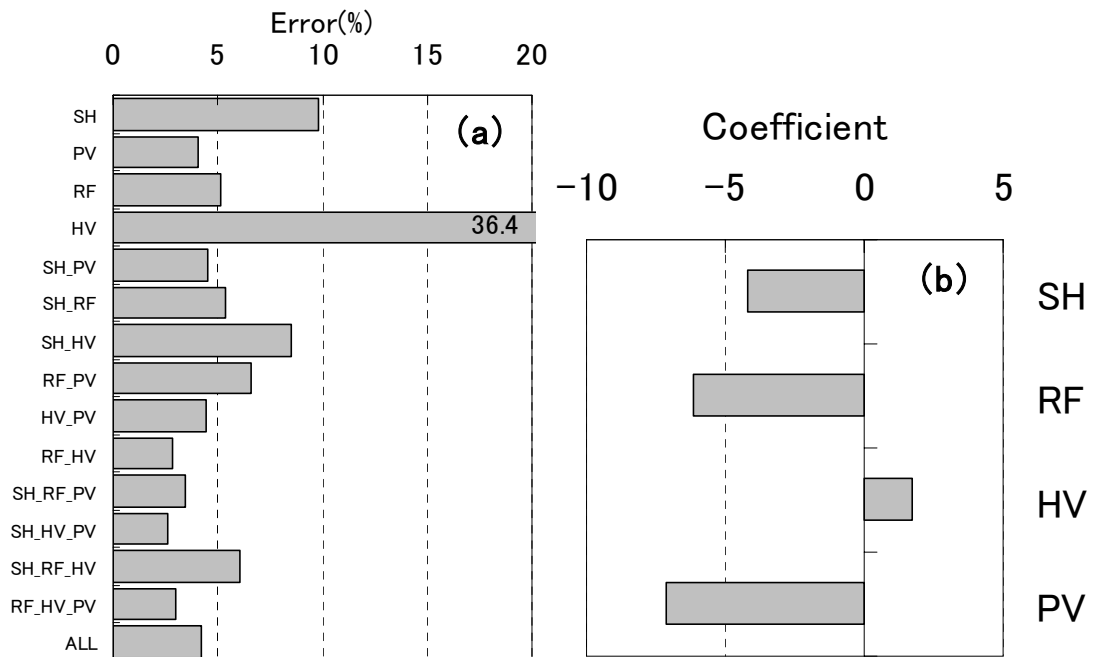 Error(%)
0 5 10 15 20
(a)
SH
PV
RF
HV 36.4
SH_PV
SH_RF
SH_HV
RF_PV
HV_PV
RF_HV
SH_RF_PV
SH_HV_PV
SH_RF_HV
RF_HV_PV
ALL
Coefficient
−10 −5 0 5
(b)
SH
RF
HV
PV